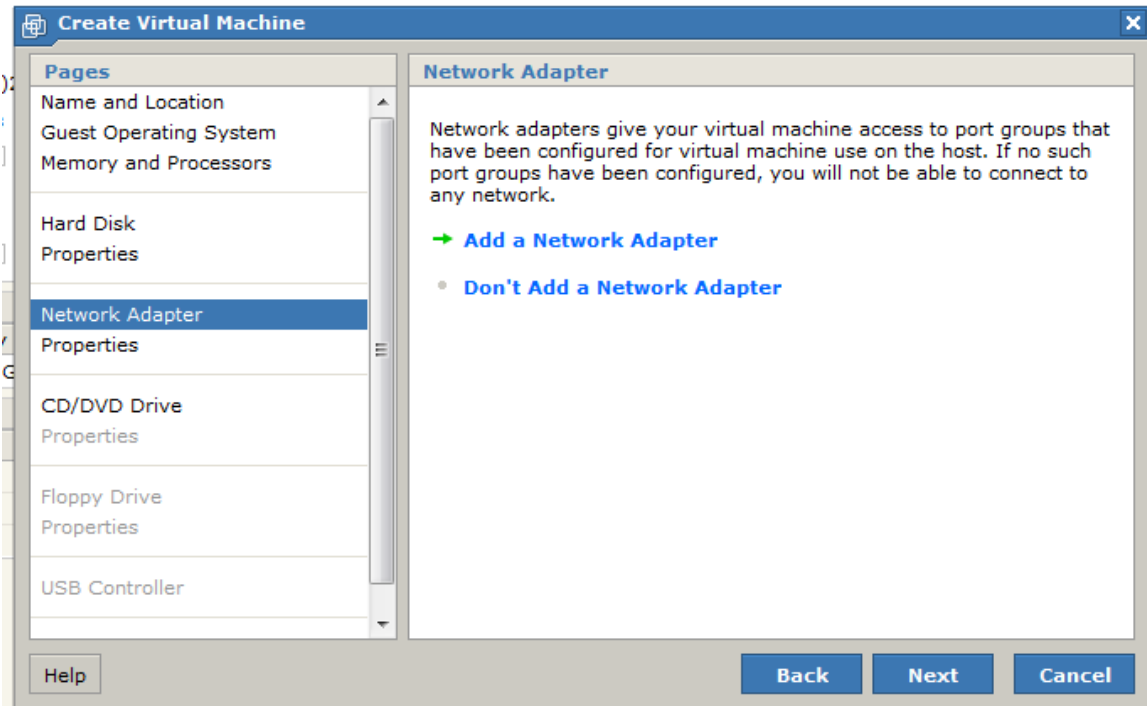 Create Virtual Machine
Pages
Name and Location
Guest Operating System
Memory and Processors
Hard Disk
Properties
Network Adapter
Properties
CD/DVD Drive
Properties
Floppy Drive
Properties
USB Controller
Network Adapter
Network adapters give your virtual machine access to port groups that
have been configured for virtual machine use on the host. If no such
port groups have been configured, you will not be able to connect to
any network.
Add a Network Adapter
Don't Add a Network Adapter
Help
Back
Next
Cancel